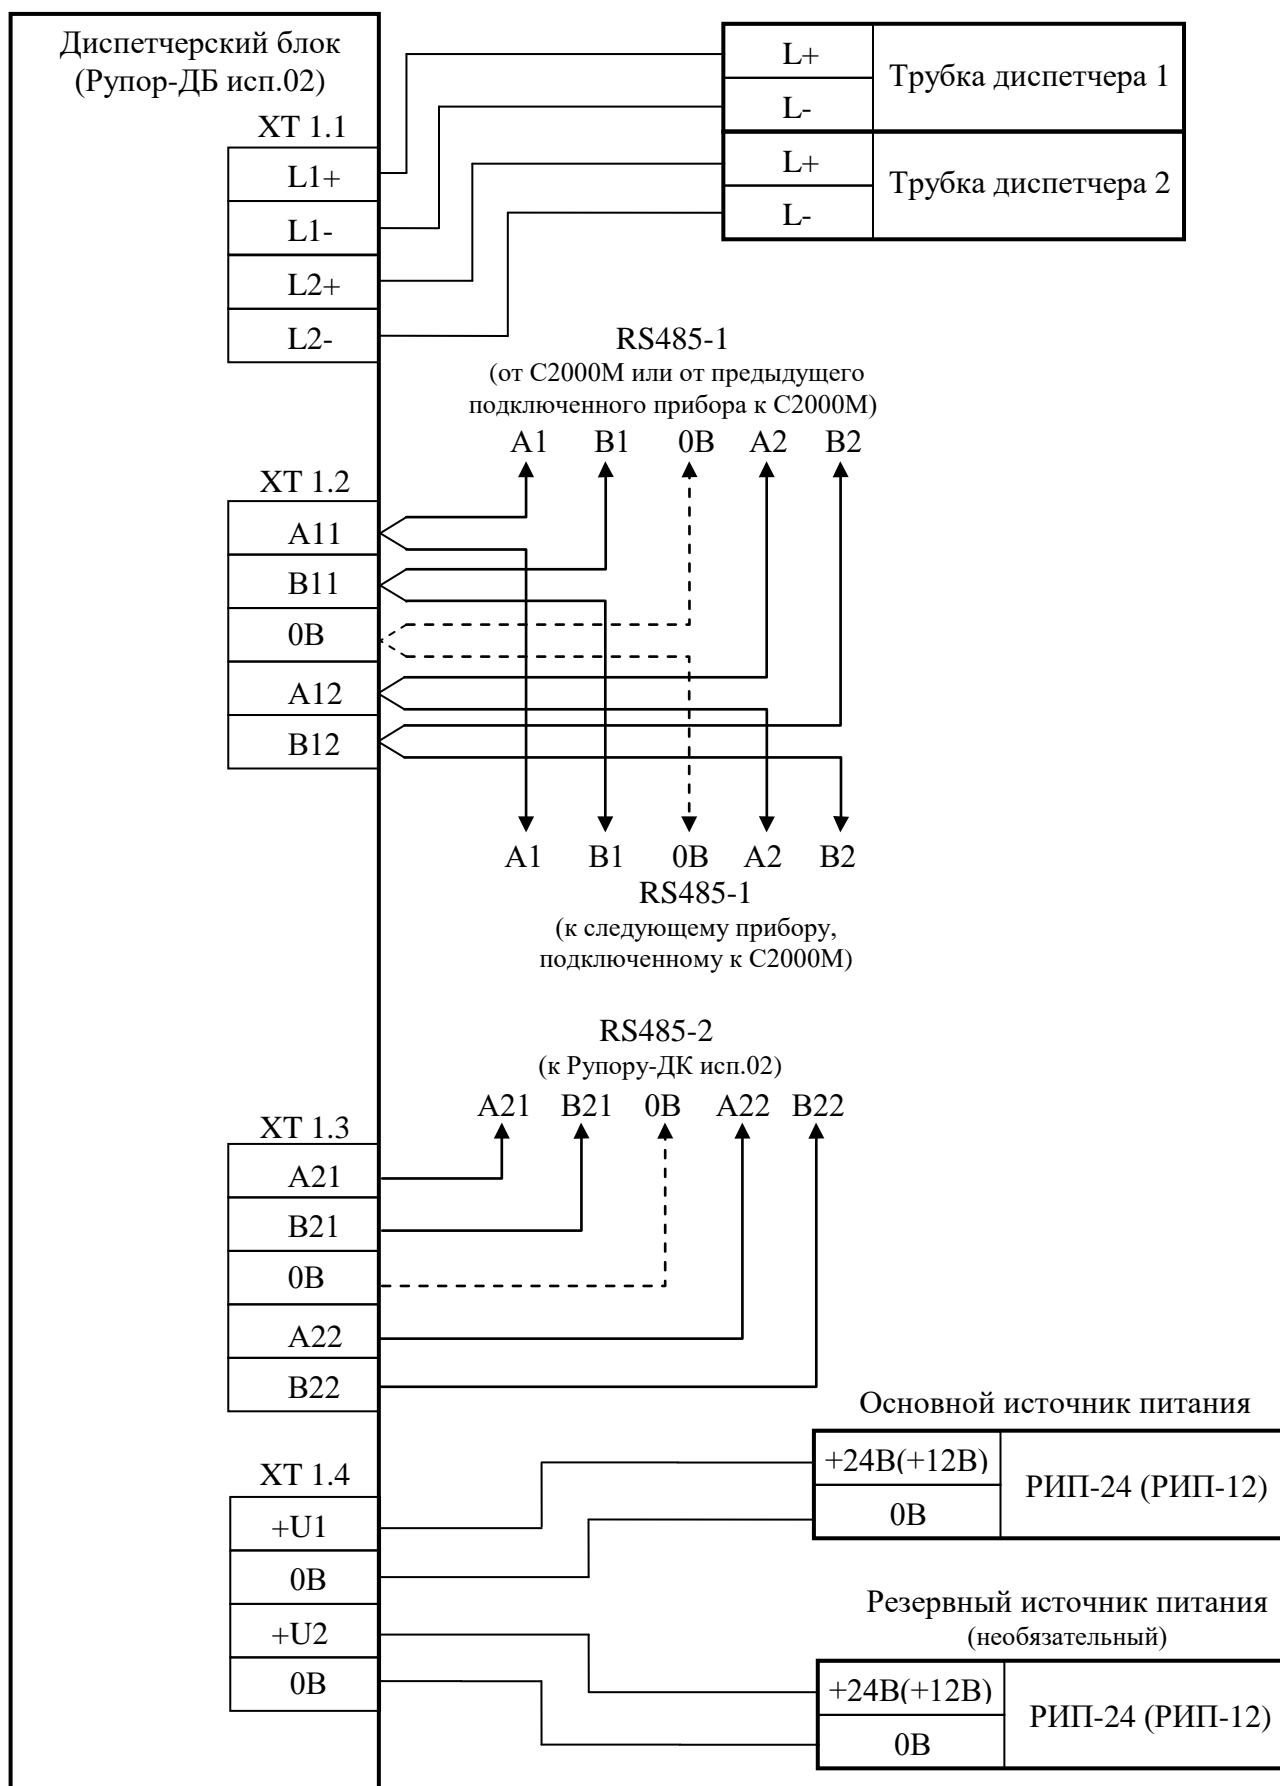 Диспетчерский блок
(Рупор-ДБ исп.02)
XT 1.1
L1+
L1-
L2+
L2-
L+
L-
Трубка диспетчера 1
L+
L-
Трубка диспетчера 2
RS485-1
(от С2000М или от предыдущего
подключенного прибора к С2000М)
A1 B1 0В A2 B2
XT 1.2
A11
B11
0В
A12
B12
A1 B1 0В A2 B2
RS485-1
(к следующему прибору,
подключенному к С2000М)
RS485-2
(к Рупору-ДК исп.02)
A21 B21 0В A22 B22
XT 1.3
A21
B21
0В
A22
B22
Основной источник питания
+24В(+12В)
0В
РИП-24 (РИП-12)
XT 1.4
+U1
0В
+U2
0В
Резервный источник питания
(необязательный)
+24В(+12В)
0В
РИП-24 (РИП-12)